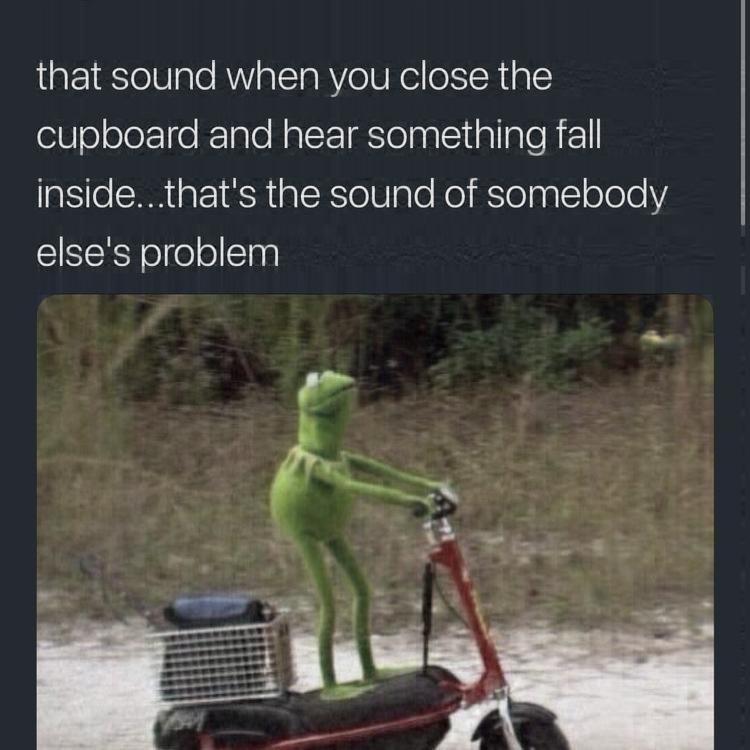 that sound when you close the
cupboard and hear something fall
inside...that's the sound of somebody
else's problem